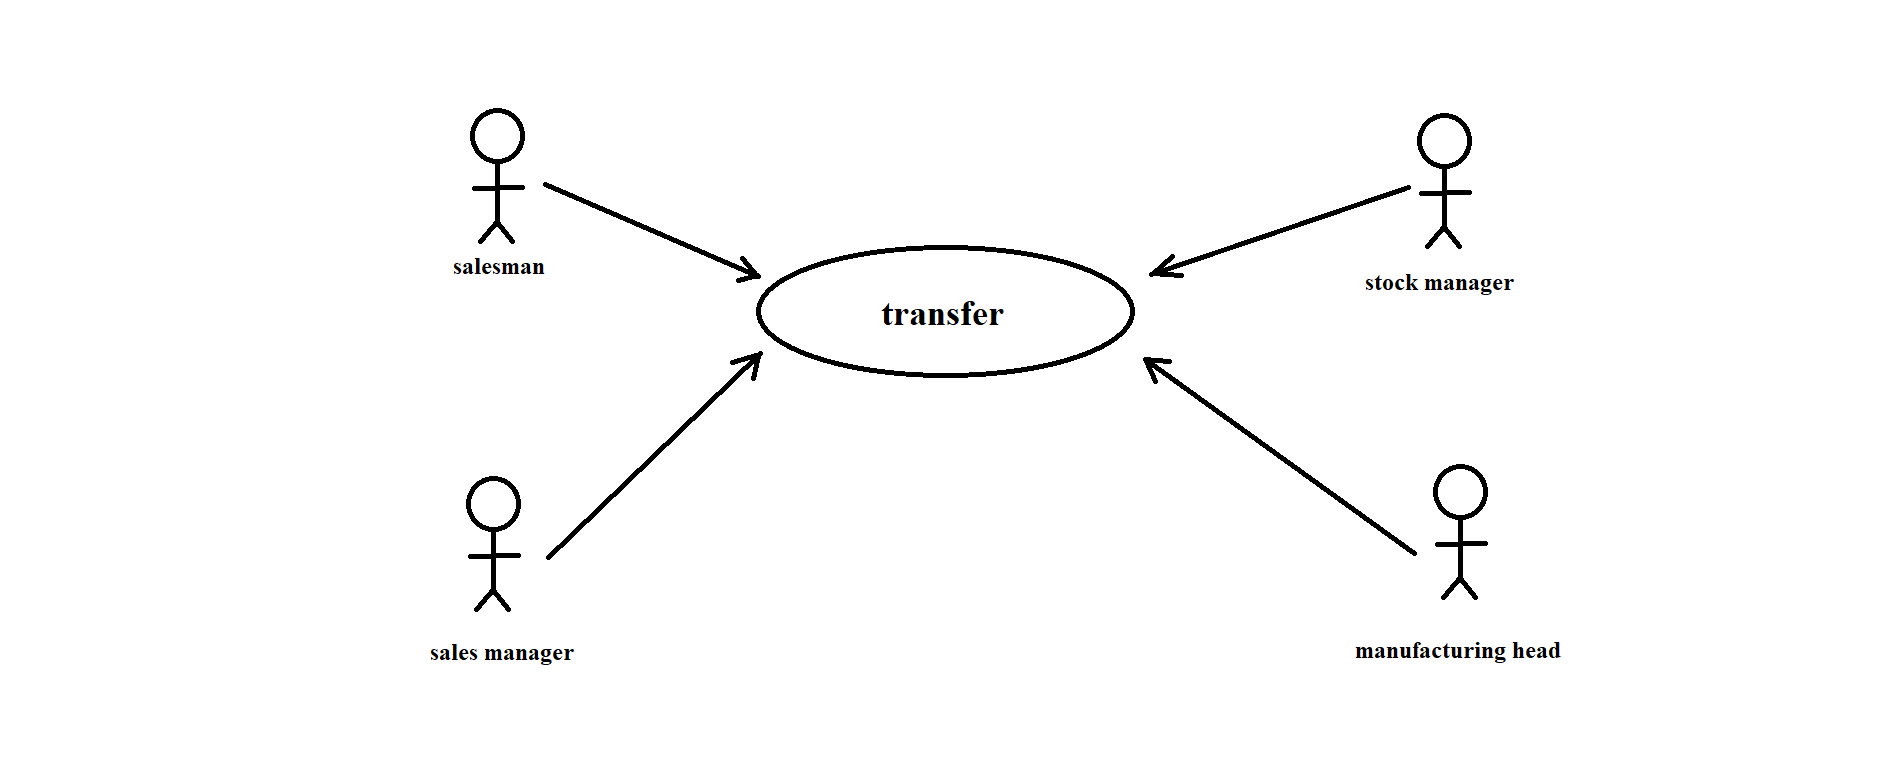 salesman
stock manager
transfer
sales manager
manufacturing head